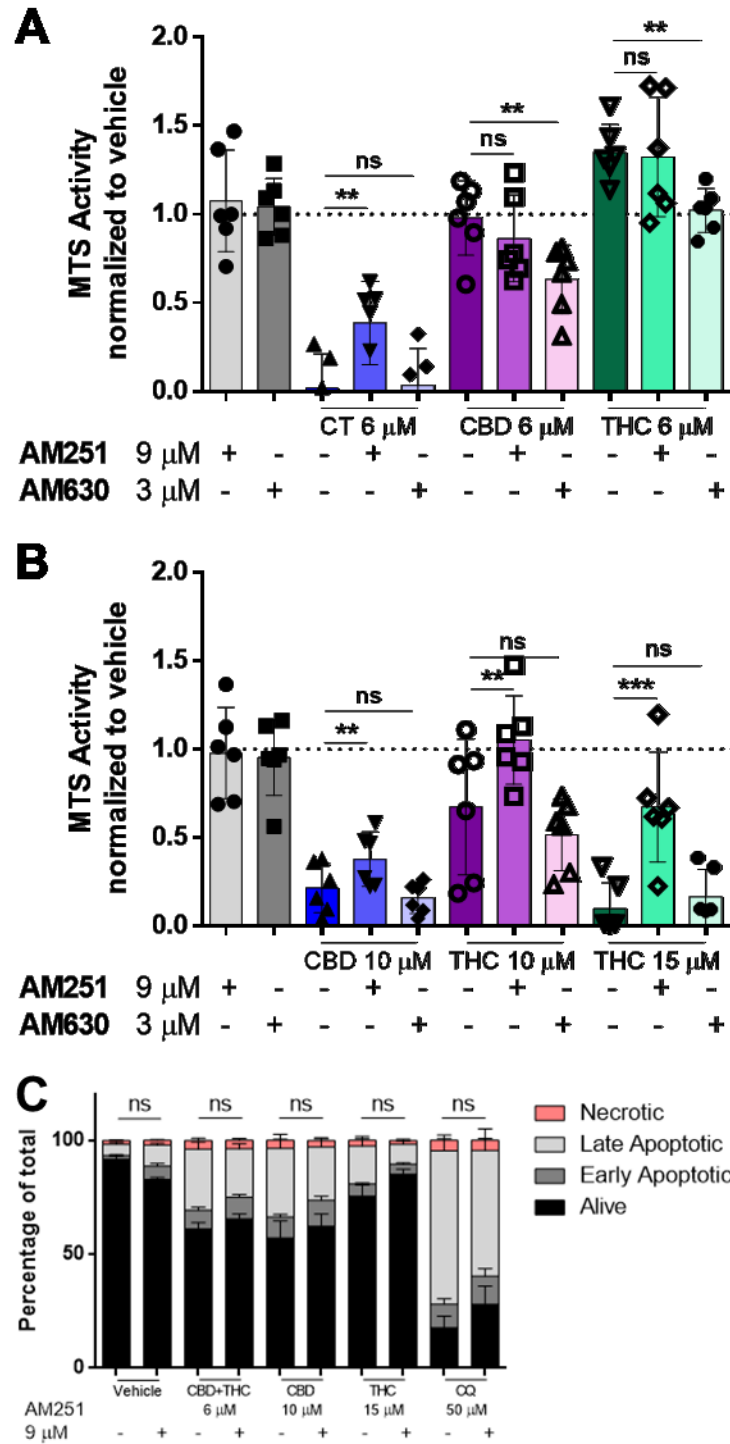 A
2.0
1.5
1.0
0.5
0.0
MTS Activity
normalized to vehicle
**
ns
**
ns
ns
**
CT 6 μM CBD 6 μM THC 6 μM
AM251 9 μM + - - + - - + - - + -
AM630 3 μM - + - - + - - + - - +
B
2.0
1.5
1.0
0.5
0.0
MTS Activity
normalized to vehicle
ns
ns
ns
**
***
**
CBD 10 μM THC 10 μM THC 15 μM
AM251 9 μM + - - + - - + - - + -
AM630 3 μM - + - - + - - + - - +
C
ns ns ns ns ns
100
50
0
Percentage of total
Necrotic
Late Apoptotic
Early Apoptotic
Alive
Vehicle CBD+THC CBD THC CQ
AM251 6 μM 10 μM 15 μM 50 μM
9 μM - + - + - + - + - +